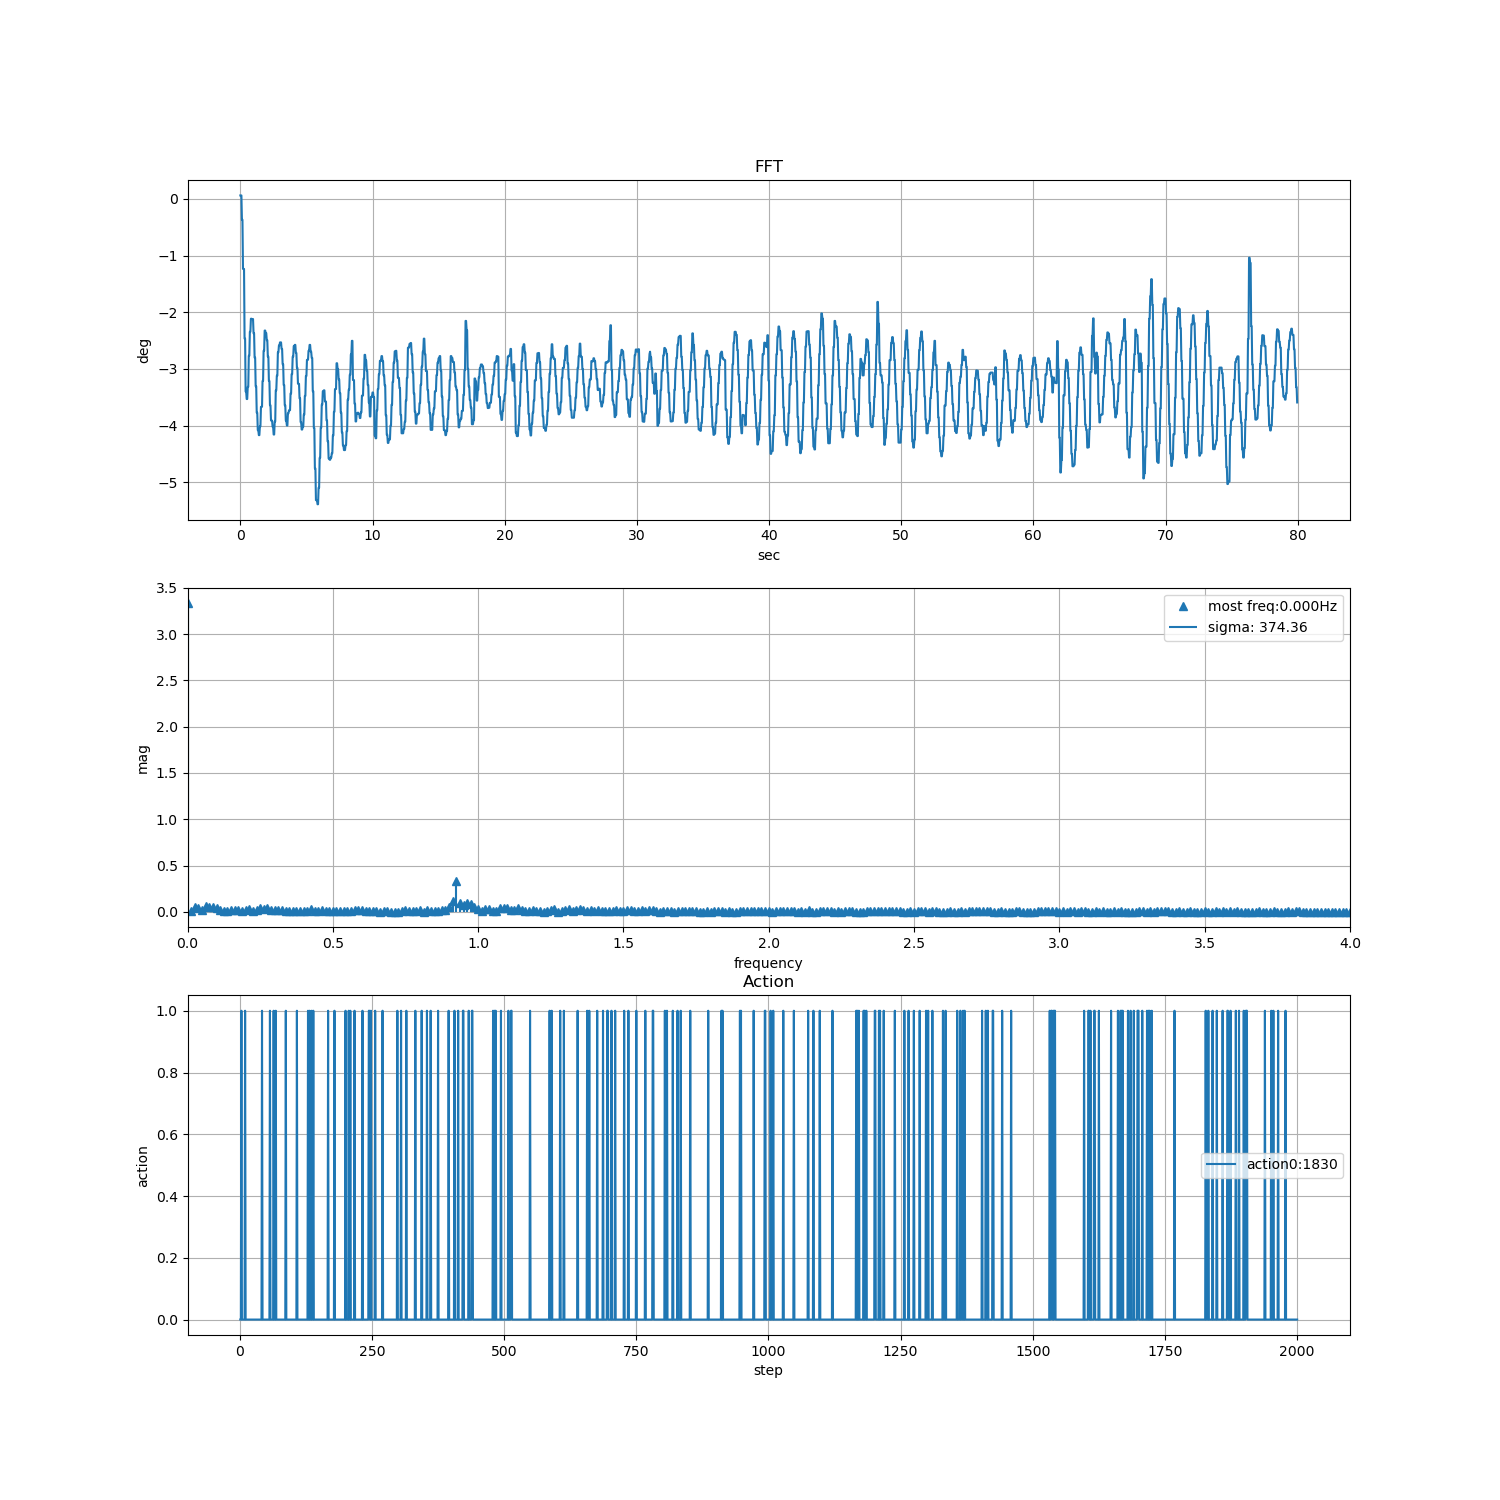 FFT
0
−1
−2
−3
−4
−5
deg
0 10 20 30 40 50 60 70 80
sec
3.5
3.0
2.5
2.0
1.5
1.0
0.5
0.0
mag
most freq:0.000Hz
sigma: 374.36
0.0 0.5 1.0 1.5 2.0 2.5 3.0 3.5 4.0
frequency
Action
1.0
0.8
0.6
0.4
0.2
0.0
action
action0:1830
0 250 500 750 1000 1250 1500 1750 2000
step